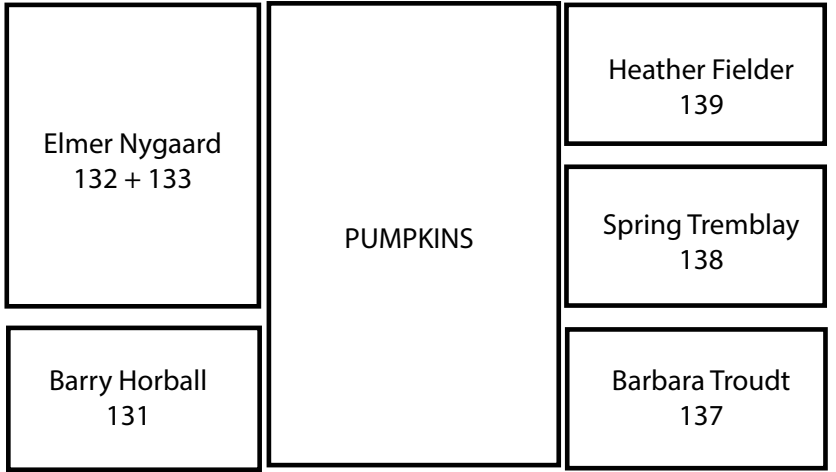 Elmer Nygaard
132 + 133
Barry Horball
131
PUMPKINS
Heather Fielder
139
Spring Tremblay
138
Barbara Troudt
137